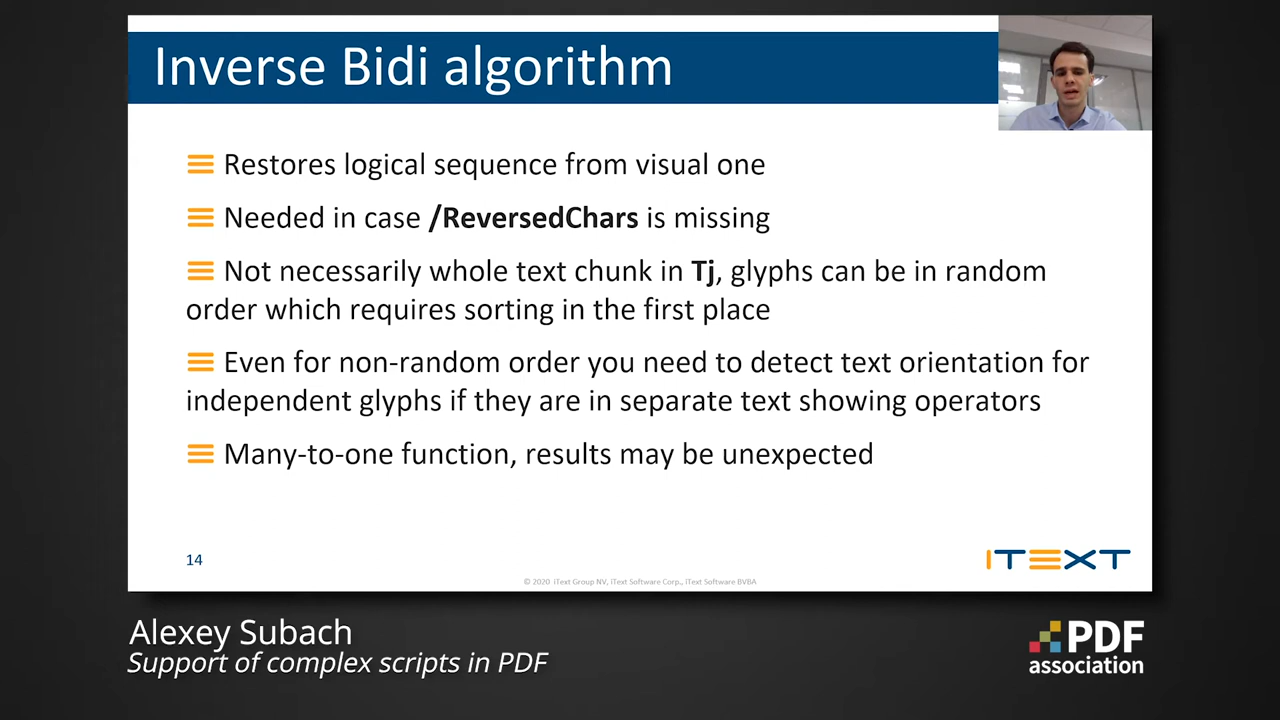 Inverse Bidi algorithm
Restores logical sequence from visual one
Needed in case /ReversedChars is missing
Not necessarily whole text chunk in Tj, glyphs can be in random
order which requires sorting in the first place
Even for non-random order you need to detect text orientation for
independent glyphs if they are in separate text showing operators
Many-to-one function, results may be unexpected
14
iTEXT
© 2020 iText Group NV, iText Software Corp., iText Software BVBA
Alexey Subach
Support of complex scripts in PDF
PDF
association